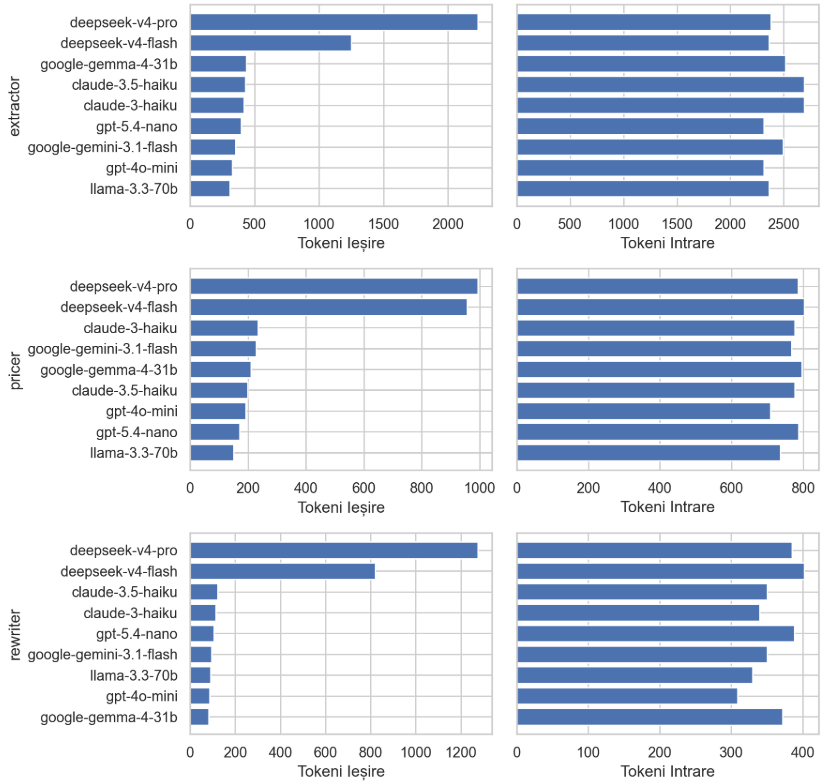 extractor
deepseek-v4-pro
deepseek-v4-flash
google-gemma-4-31b
claude-3.5-haiku
claude-3-haiku
gpt-5.4-nano
google-gemini-3.1-flash
gpt-4o-mini
llama-3.3-70b
0 500 1000 1500 2000
Tokeni Ieșire
0 500 1000 1500 2000 2500
Tokeni Intrare
pricer
deepseek-v4-pro
deepseek-v4-flash
claude-3-haiku
google-gemini-3.1-flash
google-gemma-4-31b
claude-3.5-haiku
gpt-4o-mini
gpt-5.4-nano
llama-3.3-70b
0 200 400 600 800 1000
Tokeni Ieșire
0 200 400 600 800
Tokeni Intrare
rewriter
deepseek-v4-pro
deepseek-v4-flash
claude-3.5-haiku
claude-3-haiku
gpt-5.4-nano
google-gemini-3.1-flash
llama-3.3-70b
gpt-4o-mini
google-gemma-4-31b
0 200 400 600 800 1000 1200
Tokeni Ieșire
0 100 200 300 400
Tokeni Intrare